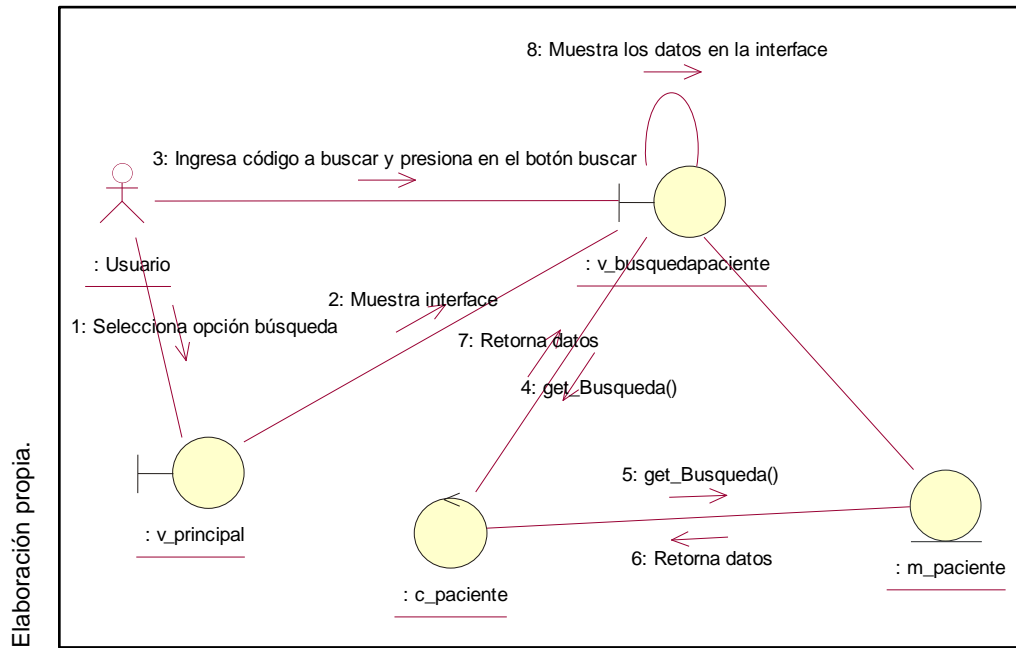 8: Muestra los datos en la interface
3: Ingresa código a buscar y presiona en el botón buscar
: Usuario
: v_busquedapaciente
2: Muestra interface
1: Selecciona opción búsqueda
7: Retorna datos
4: get_Busqueda()
5: get_Busqueda()
: v_principal
6: Retorna datos
: m_paciente
: c_paciente
Elaboración propia.